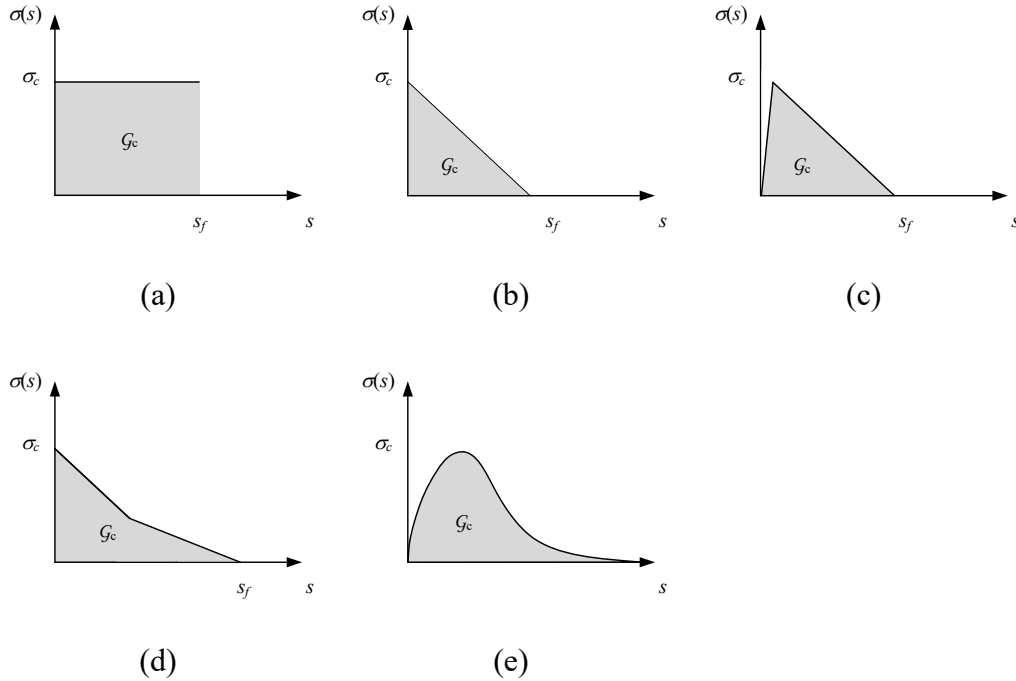 σ(s) σ(s) σ(s)
σc σc σc
Gc Gc Gc
sf s sf s sf s
(a) (b) (c)
σ(s) σ(s)
σc σc
Gc Gc
sf s s
(d) (e)